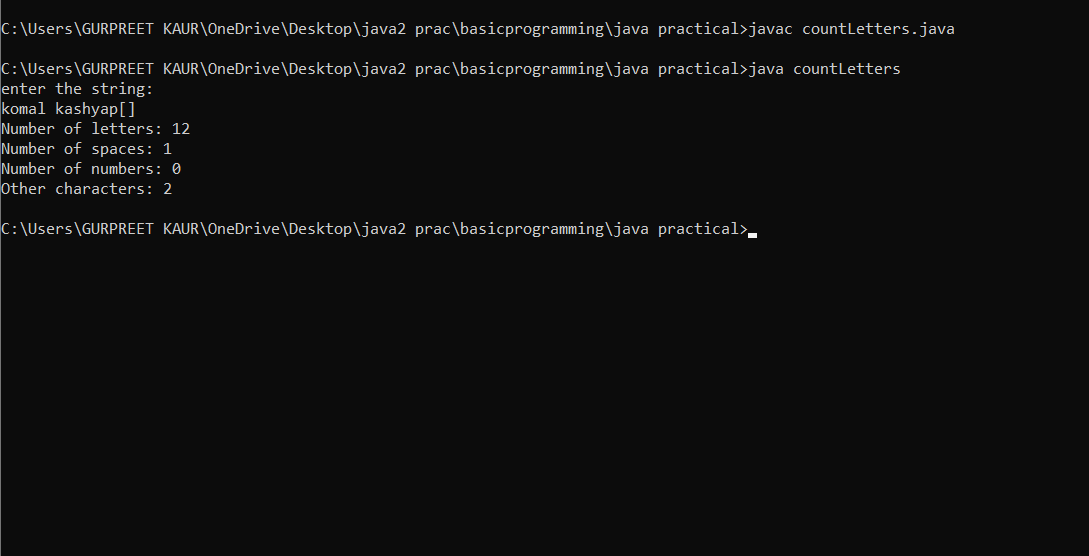 C:\Users\GURPREET KAUR\OneDrive\Desktop\java2 prac\basicprogramming\java practical>javac countLetters.java
C:\Users\GURPREET KAUR\OneDrive\Desktop\java2 prac\basicprogramming\java practical>java countLetters
enter the string:
komal kashyap[]
Number of letters: 12
Number of spaces: 1
Number of numbers: 0
Other characters: 2
C:\Users\GURPREET KAUR\OneDrive\Desktop\java2 prac\basicprogramming\java practical>